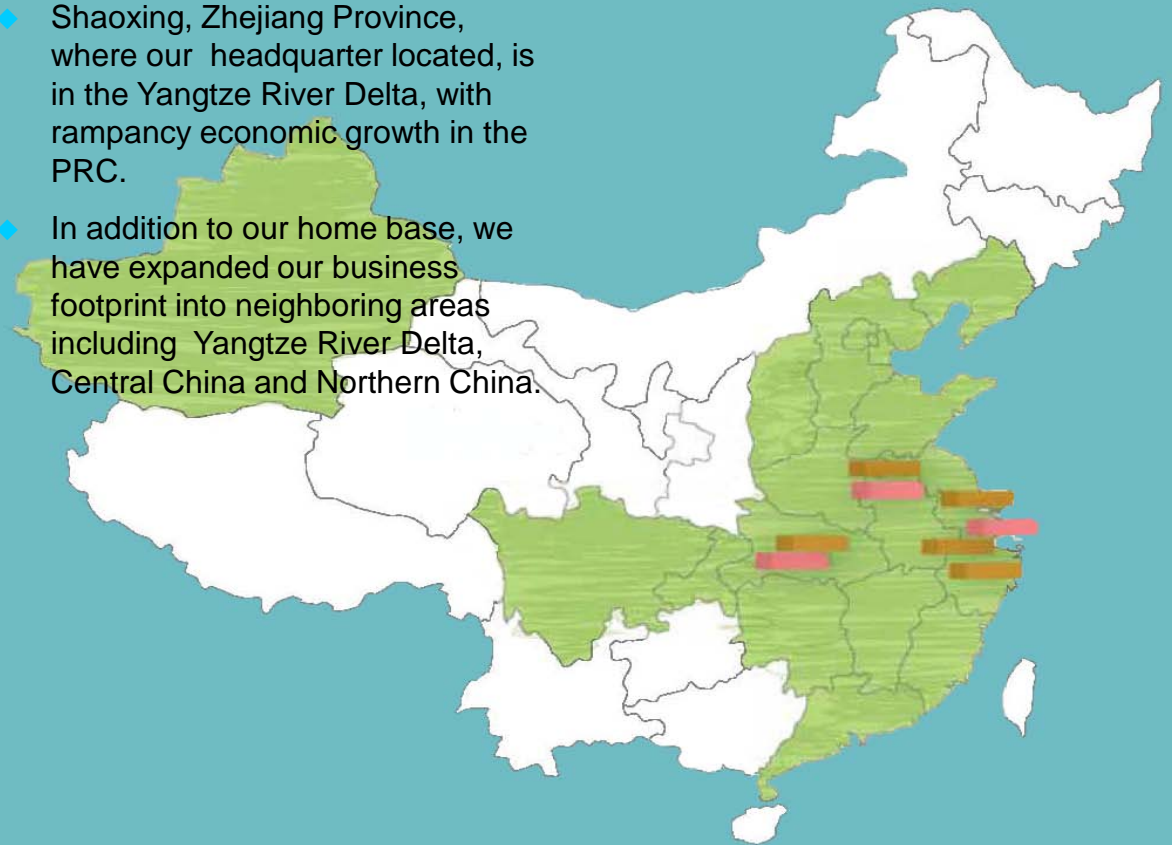 Shaoxing, Zhejiang Province,
where our headquarter located, is
in the Yangtze River Delta, with
rampancy economic growth in the
PRC.
In addition to our home base, we
have expanded our business
footprint into neighboring areas
including Yangtze River Delta,
Central China and Northern China.